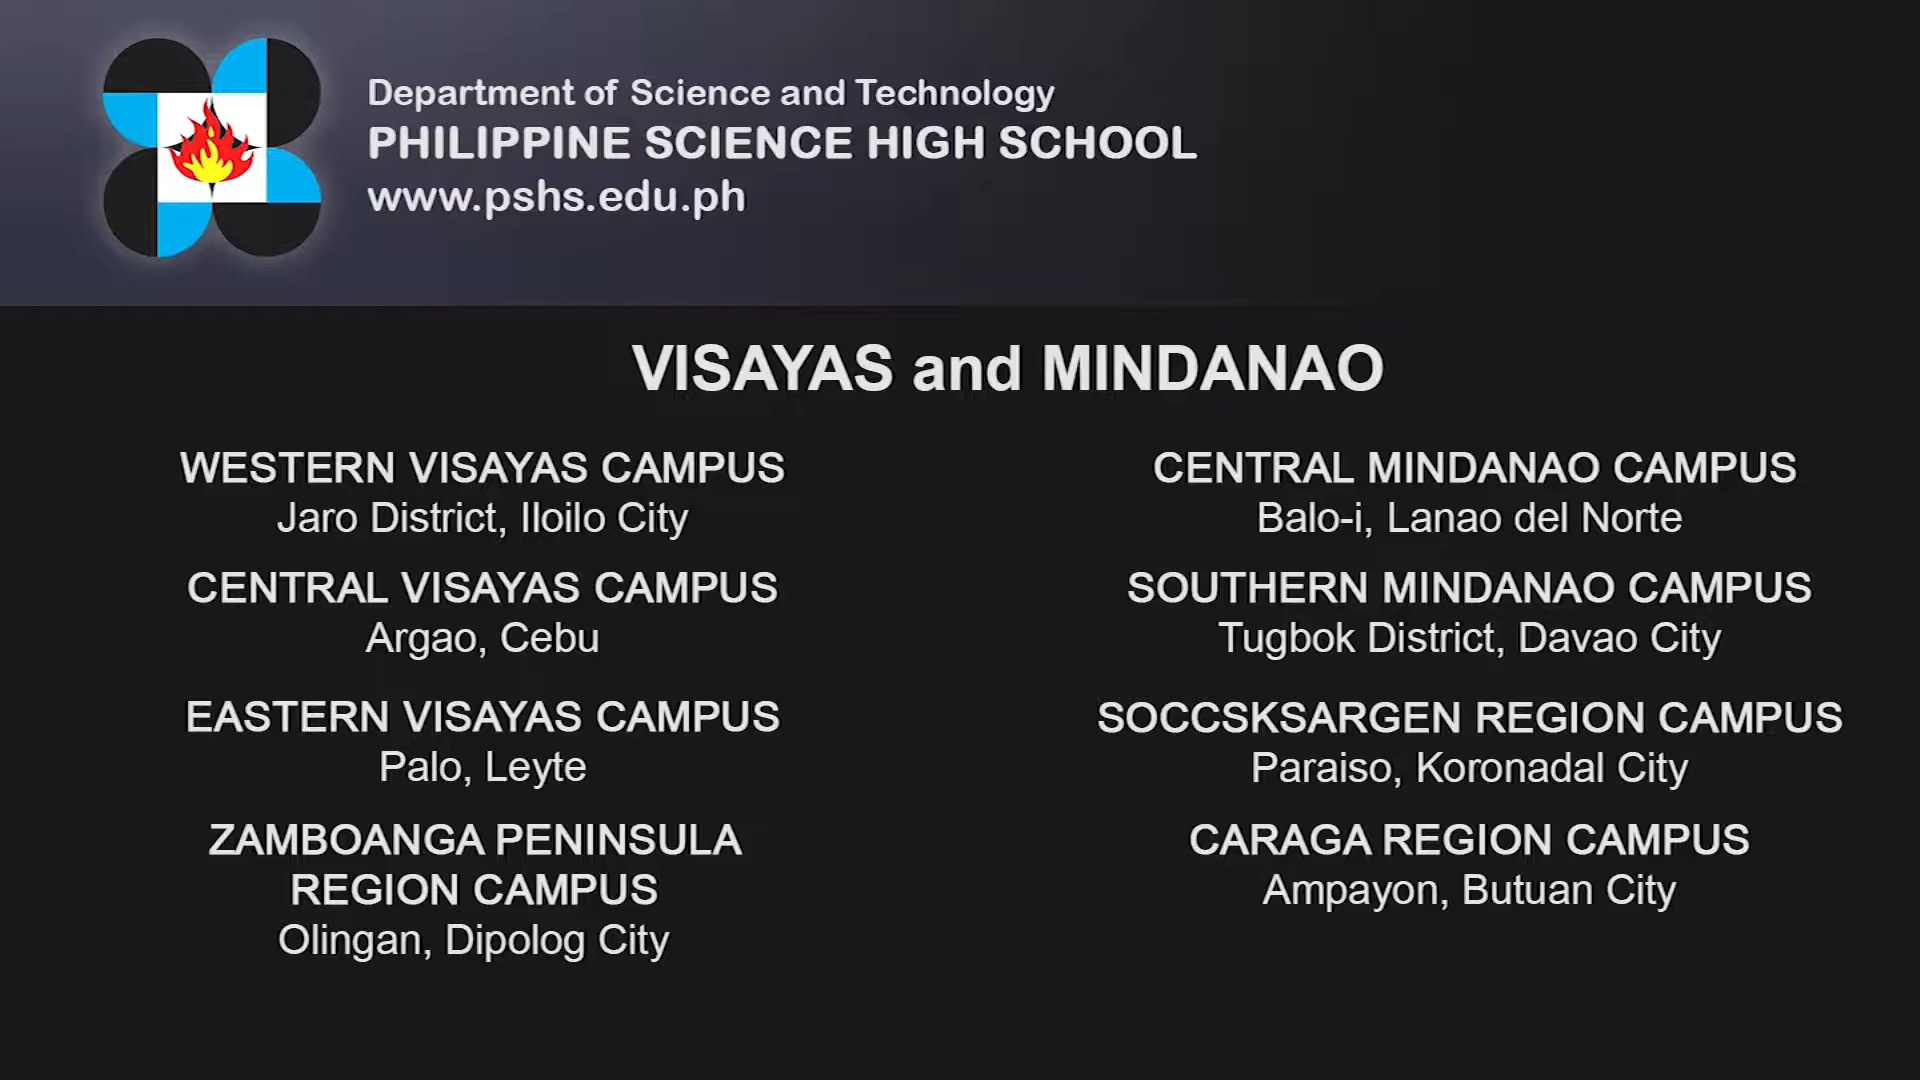 Department of Science and Technology
PHILIPPINE SCIENCE HIGH SCHOOL
www.pshs.edu.ph
VISAYAS and MINDANAO
WESTERN VISAYAS CAMPUS
Jaro District, Iloilo City
CENTRAL VISAYAS CAMPUS
Argao, Cebu
EASTERN VISAYAS CAMPUS
Palo, Leyte
ZAMBOANGA PENINSULA
REGION CAMPUS
Olingan, Dipolog City
CENTRAL MINDANAO CAMPUS
Balo-i, Lanao del Norte
SOUTHERN MINDANAO CAMPUS
Tugbok District, Davao City
SOCCSKSARGEN REGION CAMPUS
Paraiso, Koronadal City
CARAGA REGION CAMPUS
Ampayon, Butuan City